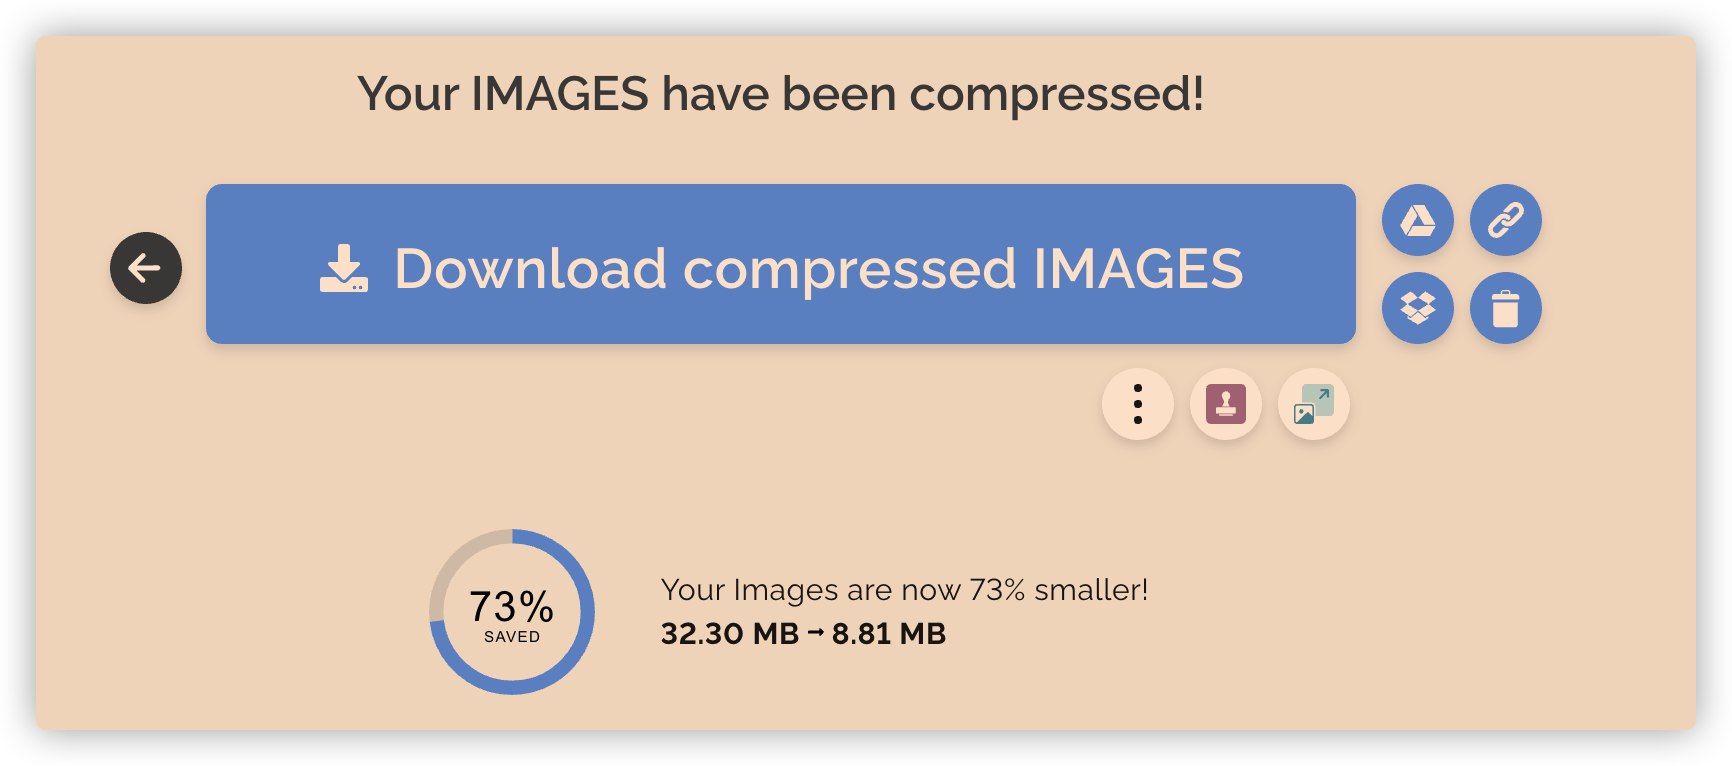 Your IMAGES have been compressed!
Download compressed IMAGES
73%
SAVED
Your Images are now 73% smaller!
32.30 MB → 8.81 MB